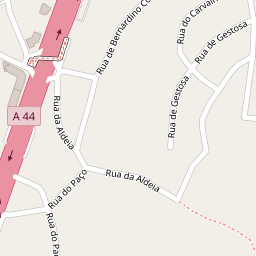 Rua de Bernardino Co
Rua do Carvalh
Rua de Gestosa
Rua de Gestosa
A 44
Rua da Aldeia
Rua da Aldeia
Rua do Paço
Rua do Pa